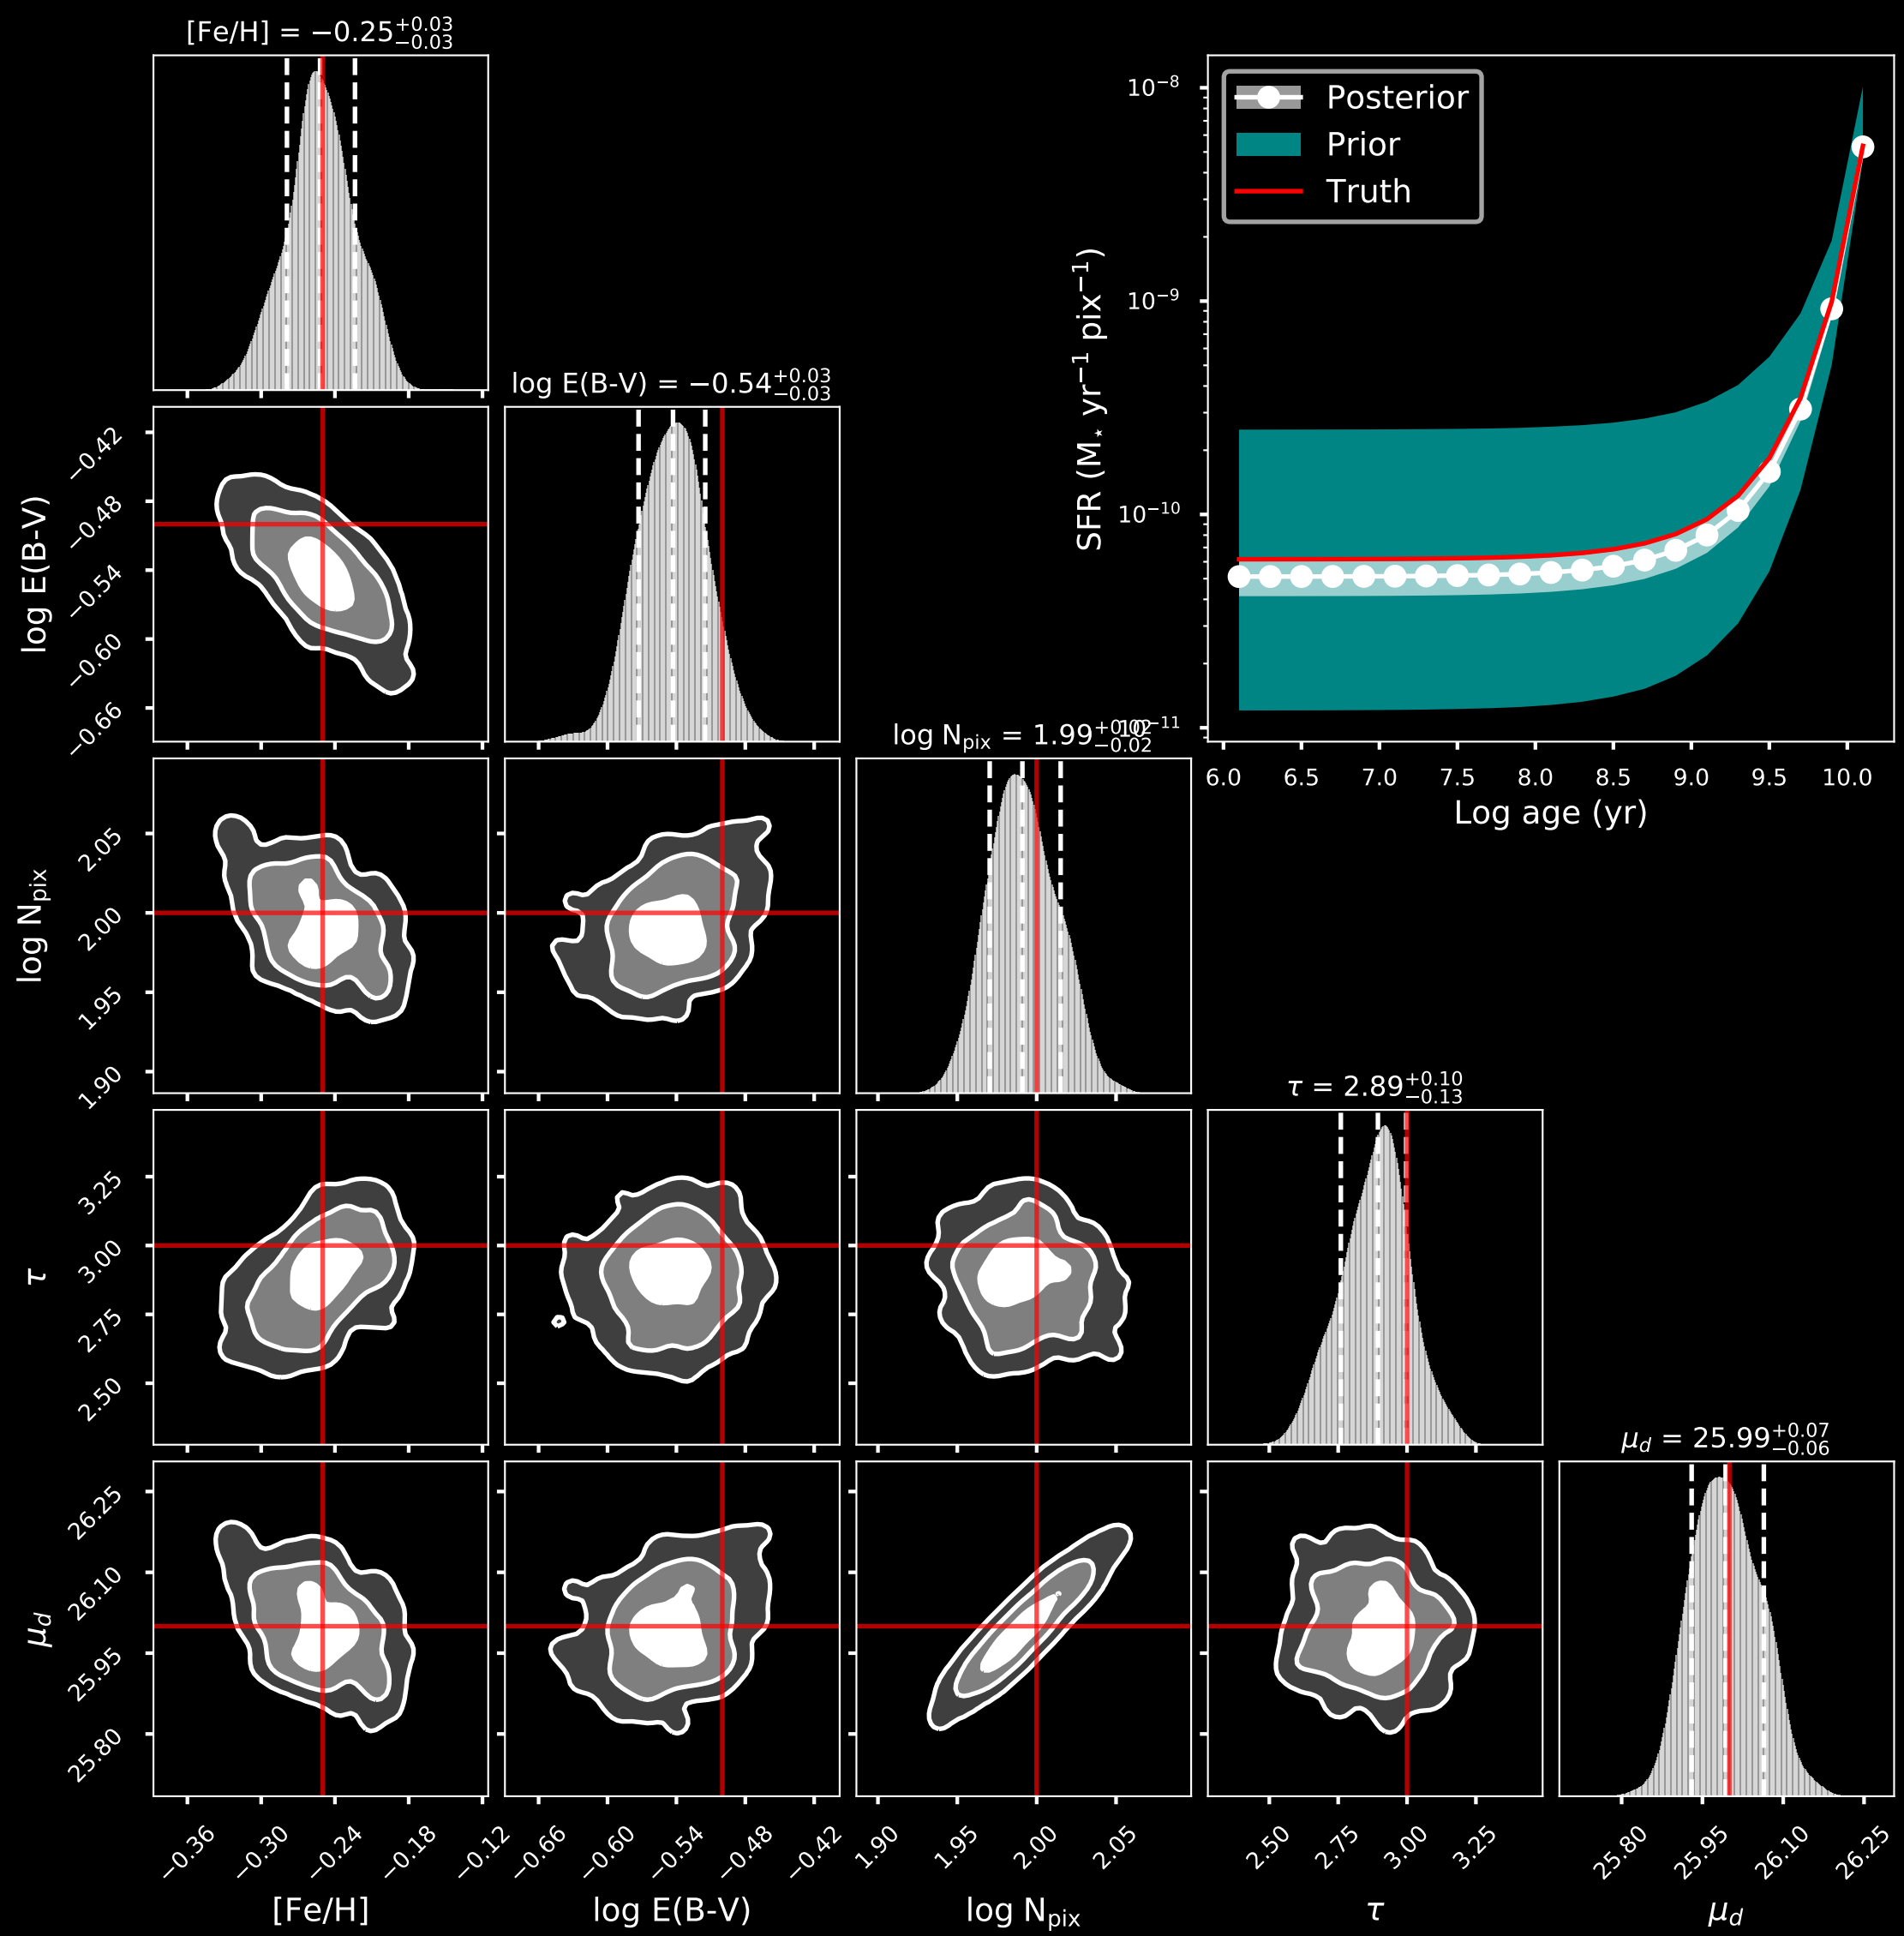 [Fe/H] = −0.25+0.03 −0.03
10−8
Posterior
Prior
Truth
10−9
10−10
10−11
SFR (M⋆ yr−1 pix−1)
6.0 6.5 7.0 7.5 8.0 8.5 9.0 9.5 10.0
Log age (yr)
log E(B-V) = −0.54+0.03 −0.03
−0.42
−0.48
−0.54
−0.60
−0.66
log E(B-V)
log Npix = 1.99+0.02 −0.02
2.05
2.00
1.95
1.90
log Npix
τ = 2.89+0.10 −0.13
3.25
3.00
2.75
2.50
τ
μd = 25.99+0.07 −0.06
26.25
26.10
25.95
25.80
μd
−0.36 −0.30 −0.24 −0.18 −0.12 −0.66 −0.60 −0.54 −0.48 −0.42 1.90 1.95 2.00 2.05 2.50 2.75 3.00 3.25 25.80 25.95 26.10 26.25
[Fe/H] log E(B-V) log Npix τ μd